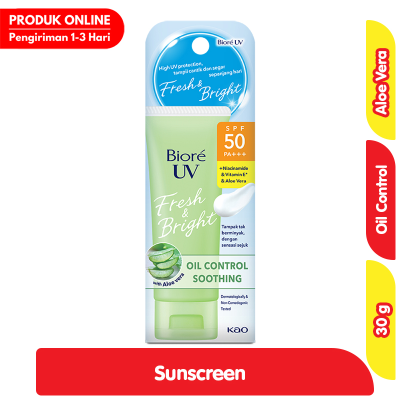 PRODUK ONLINE
Pengiriman 1-3 Hari
Bioré UV
High UV protection,
tampil cantik dan segar
sepanjang hari
Fresh &
Bright
SPF
50
PA+++
+Niacinamide
& Vitamin E*
& Aloe Vera
Bioré
UV
Fresh
&
Bright
Tampak tak
berminyak,
dengan
sensasi sejuk
OIL CONTROL
SOOTHING
with Aloe vera
Dermatologically &
Non-Comedogenic
Tested
Kao
Aloe Vera
Oil Control
30 g
Sunscreen